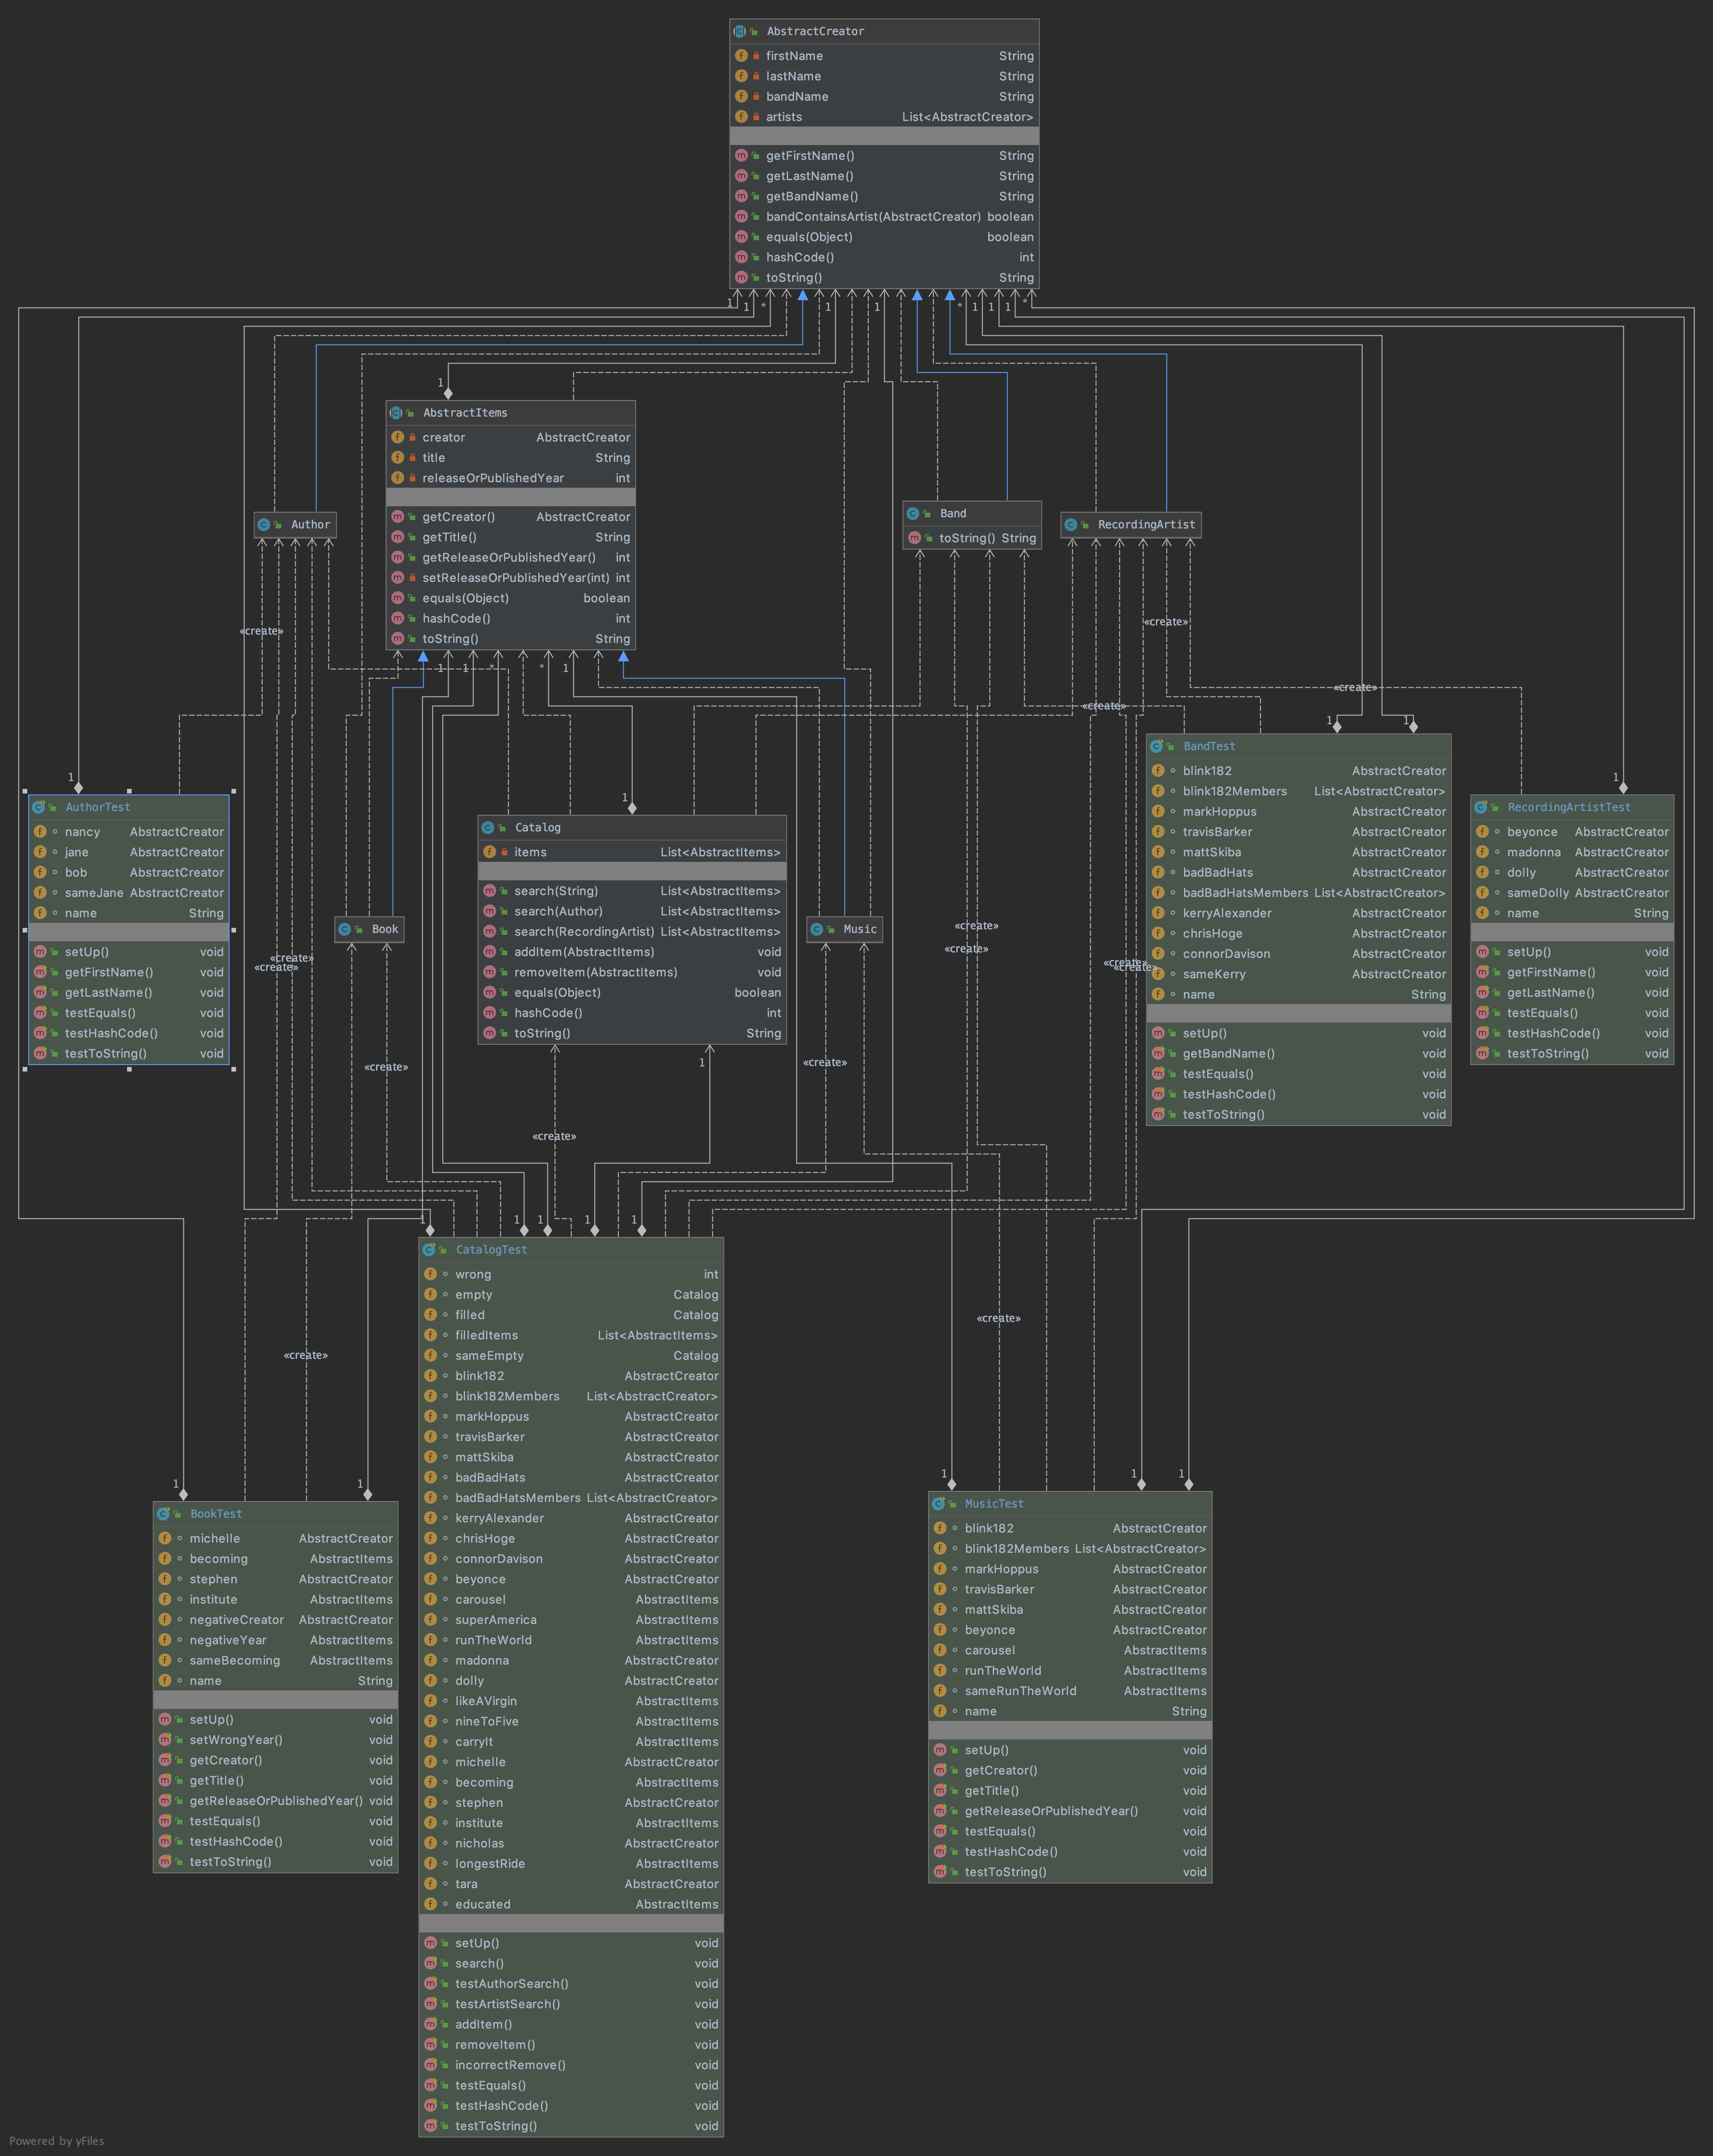 AbstractCreator
firstName String
lastName String
bandName String
artists List<AbstractCreator>
getFirstName() String
getLastName() String
getBandName() String
bandContainsArtist(AbstractCreator) boolean
equals(Object) boolean
hashCode() int
toString() String
1 1 * 1 1 * 1 1 1 *
1
AbstractItems
creator AbstractCreator
title String
releaseOrPublishedYear int
getCreator() AbstractCreator
getTitle() String
getReleaseOrPublishedYear() int
setReleaseOrPublishedYear(int) int
equals(Object) boolean
hashCode() int
toString() String
Author
Band
toString() String
RecordingArtist
«create»
«create»
1 1 * * 1
«create»
«create»
1 1
BandTest
blink182 AbstractCreator
blink182Members List<AbstractCreator>
markHoppus AbstractCreator
travisBarker AbstractCreator
mattSkiba AbstractCreator
badBadHats AbstractCreator
badBadHatsMembers List<AbstractCreator>
kerryAlexander AbstractCreator
chrisHoge AbstractCreator
connorDavison AbstractCreator
sameKerry AbstractCreator
name String
setUp() void
getBandName() void
testEquals() void
testHashCode() void
testToString() void
1
AuthorTest
nancy AbstractCreator
jane AbstractCreator
bob AbstractCreator
sameJane AbstractCreator
name String
setUp() void
getFirstName() void
getLastName() void
testEquals() void
testHashCode() void
testToString() void
1
RecordingArtistTest
beyonce AbstractCreator
madonna AbstractCreator
dolly AbstractCreator
sameDolly AbstractCreator
name String
setUp() void
getFirstName() void
getLastName() void
testEquals() void
testHashCode() void
testToString() void
1
Catalog
items List<AbstractItems>
search(String) List<AbstractItems>
search(Author) List<AbstractItems>
search(RecordingArtist) List<AbstractItems>
addItem(AbstractItems) void
removeItem(AbstractItems) void
equals(Object) boolean
hashCode() int
toString() String
Book
Music
«create»
«create»
«create»
«create»
«create»
«create»
«create»
«create»
1
«create»
1 1 1 1 1
CatalogTest
wrong int
empty Catalog
filled Catalog
filledItems List<AbstractItems>
sameEmpty Catalog
blink182 AbstractCreator
blink182Members List<AbstractCreator>
markHoppus AbstractCreator
travisBarker AbstractCreator
mattSkiba AbstractCreator
badBadHats AbstractCreator
badBadHatsMembers List<AbstractCreator>
kerryAlexander AbstractCreator
chrisHoge AbstractCreator
connorDavison AbstractCreator
beyonce AbstractCreator
carousel AbstractItems
superAmerica AbstractItems
runTheWorld AbstractItems
madonna AbstractCreator
dolly AbstractCreator
likeAVirgin AbstractItems
nineToFive AbstractItems
carryIt AbstractItems
michelle AbstractCreator
becoming AbstractItems
stephen AbstractCreator
institute AbstractItems
nicholas AbstractCreator
longestRide AbstractItems
tara AbstractCreator
educated AbstractItems
setUp() void
search() void
testAuthorSearch() void
testArtistSearch() void
addItem() void
removeItem() void
incorrectRemove() void
testEquals() void
testHashCode() void
testToString() void
«create»
«create»
1 1
BookTest
michelle AbstractCreator
becoming AbstractItems
stephen AbstractCreator
institute AbstractItems
negativeCreator AbstractCreator
negativeYear AbstractItems
sameBecoming AbstractItems
name String
setUp() void
setWrongYear() void
getCreator() void
getTitle() void
getReleaseOrPublishedYear() void
testEquals() void
testHashCode() void
testToString() void
1 1 1
MusicTest
blink182 AbstractCreator
blink182Members List<AbstractCreator>
markHoppus AbstractCreator
travisBarker AbstractCreator
mattSkiba AbstractCreator
beyonce AbstractCreator
carousel AbstractItems
runTheWorld AbstractItems
sameRunTheWorld AbstractItems
name String
setUp() void
getCreator() void
getTitle() void
getReleaseOrPublishedYear() void
testEquals() void
testHashCode() void
testToString() void
Powered by yFiles